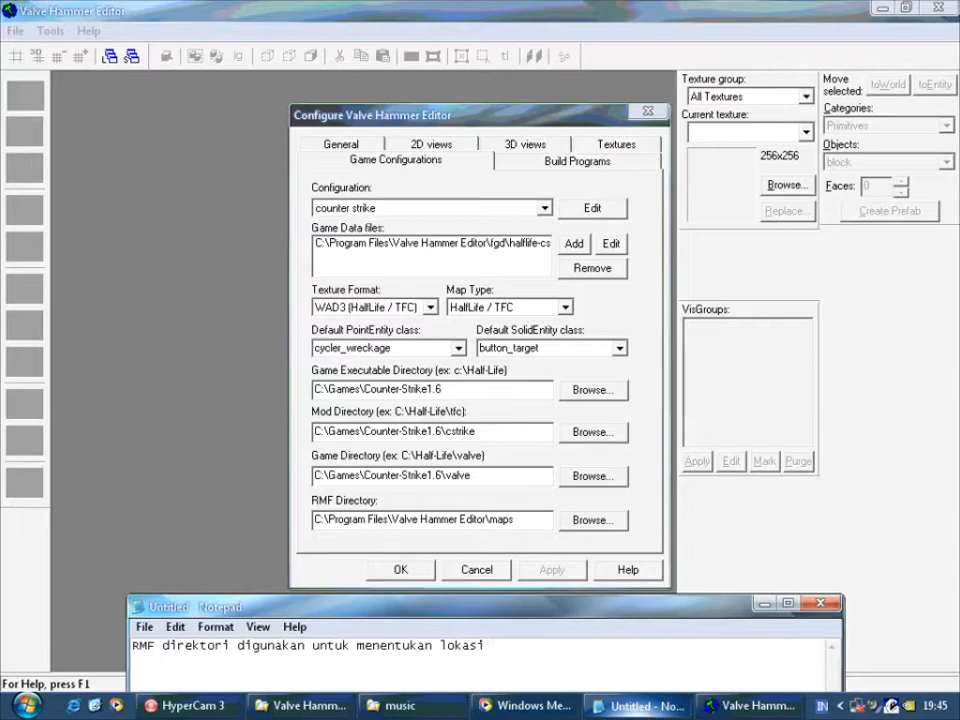 Valve Hammer Editor
File Tools Help
Texture group:
All Textures
Current texture:
256x256
Browse...
Replace...
Move selected:
toWorld toEntity
Categories:
Primitives
Objects:
block
Faces: 0
Create Prefab
VisGroups:
Apply Edit Mark Purge
Configure Valve Hammer Editor
General 2D views 3D views Textures
Game Configurations Build Programs
Configuration:
counter strike Edit
Game Data files:
C:\Program Files\Valve Hammer Editor\fgd\halflife-cs
Add Edit
Remove
Texture Format: Map Type:
WAD3 (HalfLife / TFC) HalfLife / TFC
Default PointEntity class: Default SolidEntity class:
cycler_wreckage button_target
Game Executable Directory (ex: c:\Half-Life)
C:\Games\Counter-Strike1.6 Browse...
Mod Directory (ex: C:\Half-Life\tfc):
C:\Games\Counter-Strike1.6\cstrike Browse...
Game Directory (ex: C:\Half-Life\valve)
C:\Games\Counter-Strike1.6\valve Browse...
RMF Directory:
C:\Program Files\Valve Hammer Editor\maps Browse...
OK Cancel Apply Help
Untitled - Notepad
File Edit Format View Help
RMF direktori digunakan untuk menentukan lokasi
For Help, press F1
HyperCam 3 Valve Hamm... music Windows Me... Untitled - No... Valve Hamm... IN 19:45